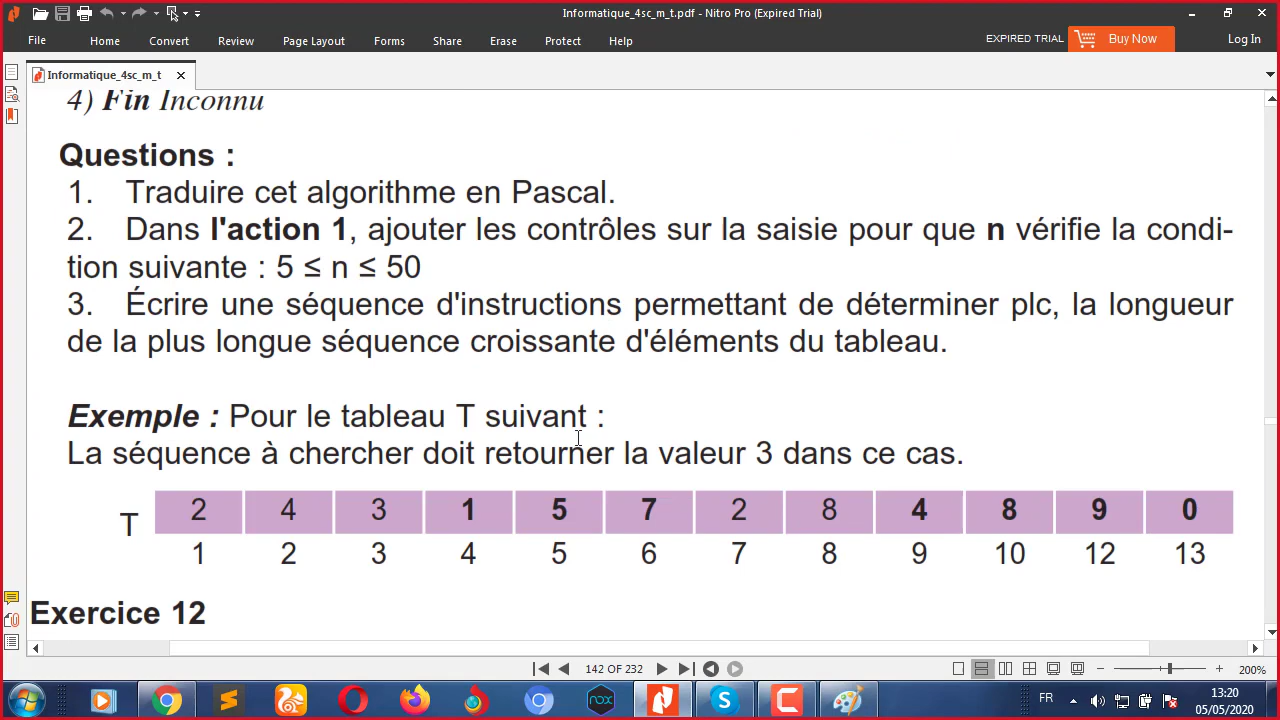 Informatique_4sc_m_t.pdf - Nitro Pro (Expired Trial)
File Home Convert Review Page Layout Forms Share Erase Protect Help EXPIRED TRIAL Buy Now Log In
Informatique_4sc_m_t
4) Fin Inconnu
Questions :
1. Traduire cet algorithme en Pascal.
2. Dans l'action 1, ajouter les contrôles sur la saisie pour que n vérifie la condi-
tion suivante : 5 ≤ n ≤ 50
3. Écrire une séquence d'instructions permettant de déterminer plc, la longueur
de la plus longue séquence croissante d'éléments du tableau.
Exemple : Pour le tableau T suivant :
La séquence à chercher doit retourner la valeur 3 dans ce cas.
T 2 4 3 1 5 7 2 8 4 8 9 0
1 2 3 4 5 6 7 8 9 10 12 13
Exercice 12
142 OF 232
200%
FR
13:20
05/05/2020